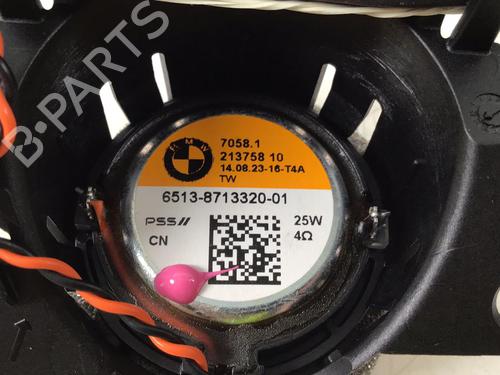 B-PARTS
BMW
7058.1
213758 10
14.08.23-16-T4A
TW
6513-8713320-01
PSS//
25W
CN
4Ω